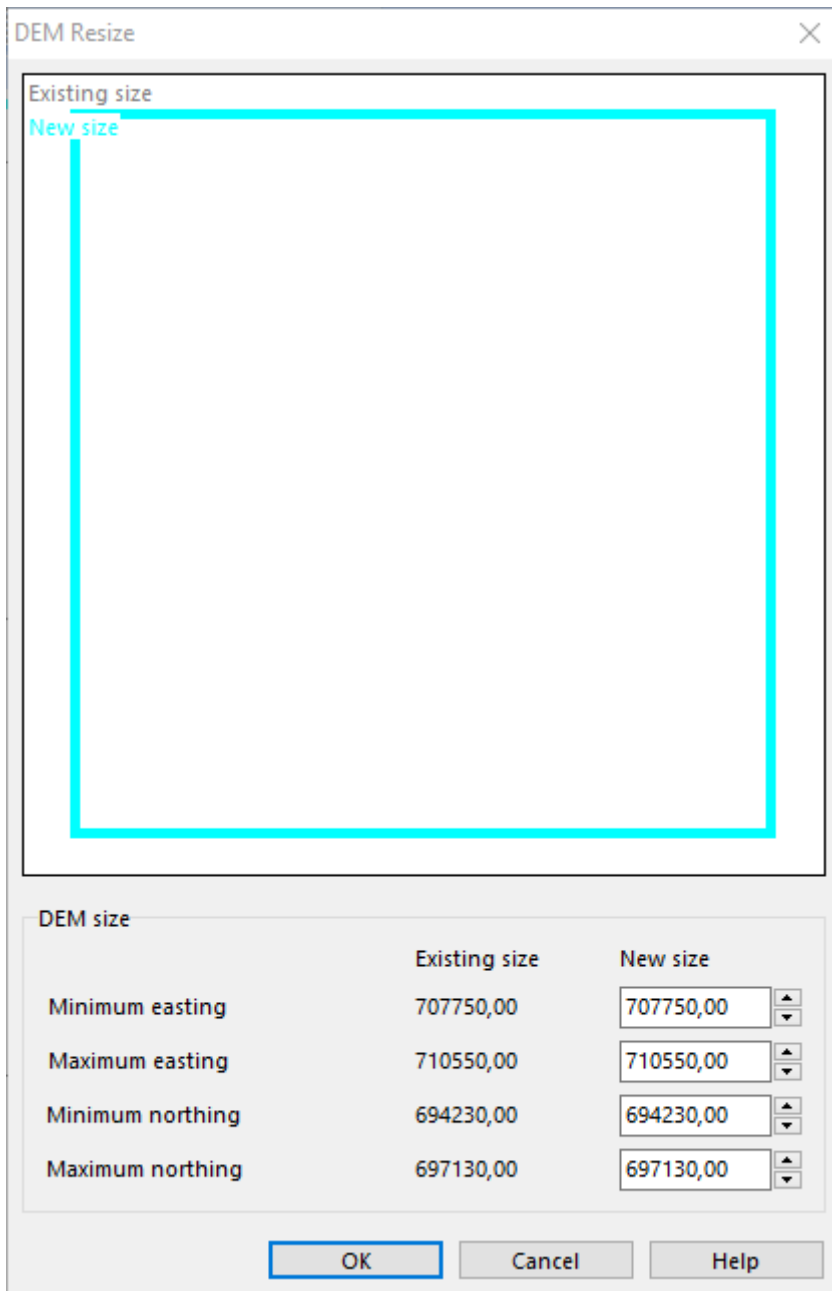 DEM Resize
Existing size
New size
DEM size
Existing size New size
Minimum easting 707750,00 707750,00
Maximum easting 710550,00 710550,00
Minimum northing 694230,00 694230,00
Maximum northing 697130,00 697130,00
OK Cancel Help